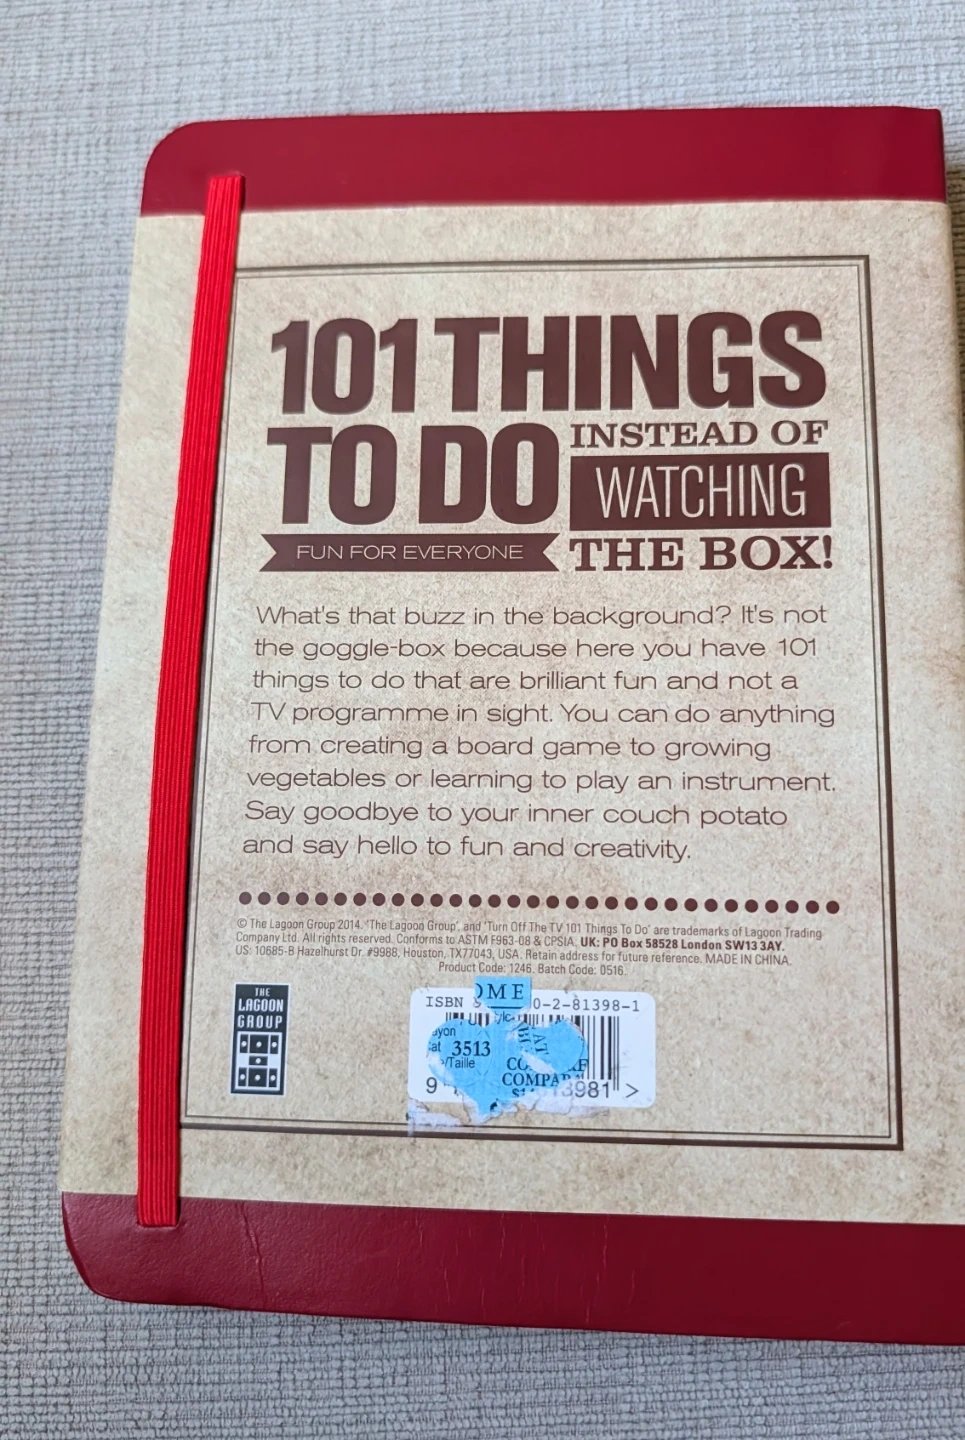 101 THINGS
TO DO
INSTEAD OF
WATCHING
THE BOX!
FUN FOR EVERYONE
What's that buzz in the background? It's not
the goggle-box because here you have 101
things to do that are brilliant fun and not a
TV programme in sight. You can do anything
from creating a board game to growing
vegetables or learning to play an instrument.
Say goodbye to your inner couch potato
and say hello to fun and creativity.
© The Lagoon Group 2014. 'The Lagoon Group', and 'Turn Off The TV 101 Things To Do' are trademarks of Lagoon Trading
Company Ltd. All rights reserved. Conforms to ASTM F963-08 & CPSIA. UK: PO Box 58528 London SW13 3AY.
US: 10685-B Hazelhurst Dr. #9988, Houston, TX77043, USA. Retain address for future reference. MADE IN CHINA.
Product Code: 1246. Batch Code: 0516.
THE
LAGOON
GROUP
ISBN 0-2-81398-1
3513
/Taille
9 3981 >